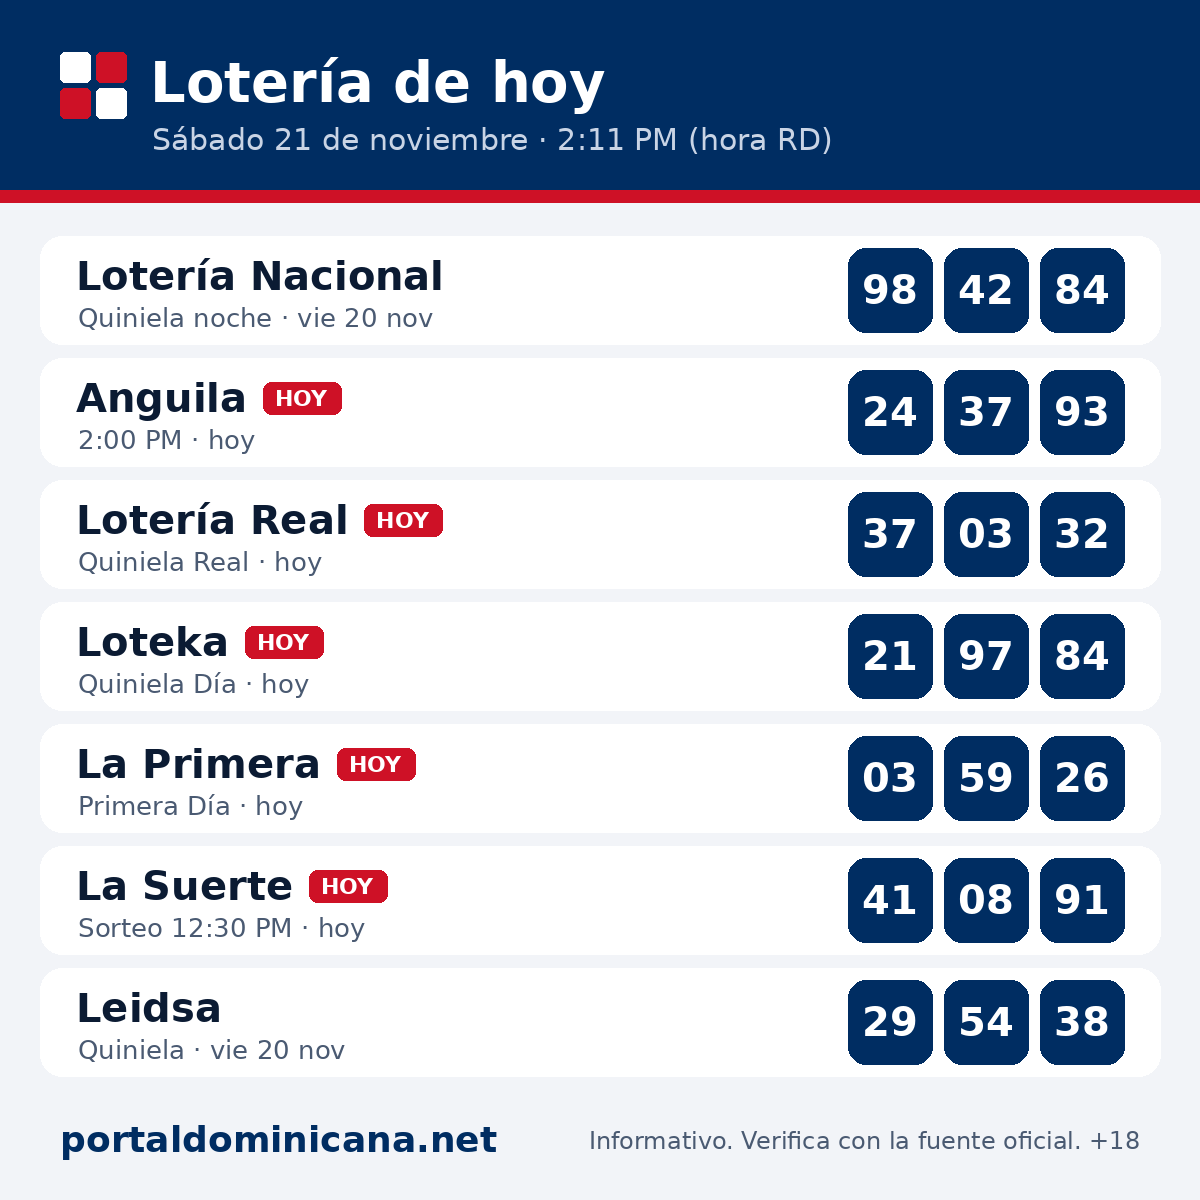 Lotería de hoy
Sábado 21 de noviembre · 2:11 PM (hora RD)
Lotería Nacional
Quiniela noche · vie 20 nov
98 42 84
Anguila HOY
2:00 PM · hoy
24 37 93
Lotería Real HOY
Quiniela Real · hoy
37 03 32
Loteka HOY
Quiniela Día · hoy
21 97 84
La Primera HOY
Primera Día · hoy
03 59 26
La Suerte HOY
Sorteo 12:30 PM · hoy
41 08 91
Leidsa
Quiniela · vie 20 nov
29 54 38
portaldominicana.net
Informativo. Verifica con la fuente oficial. +18